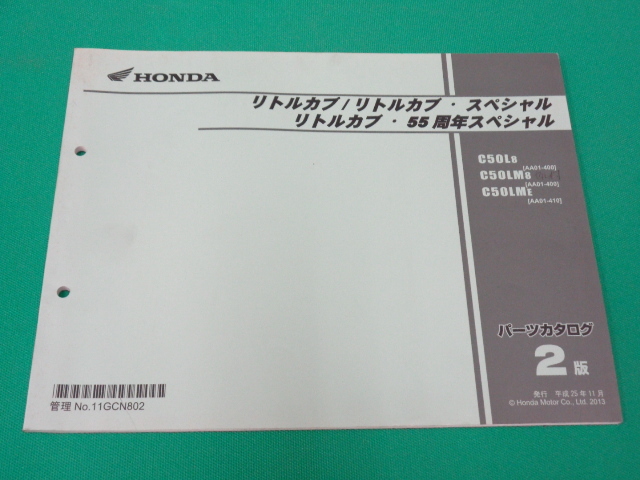 HONDA
リトルカブ/リトルカブ・スペシャル
リトルカブ・55周年スペシャル
C50L8
[AA01-400]
C50LM8
[AA01-400]
C50LME
[AA01-410]
パーツカタログ
2版
発行 平成25年11月
© Honda Motor Co., Ltd. 2013
管理 No.11GCN802